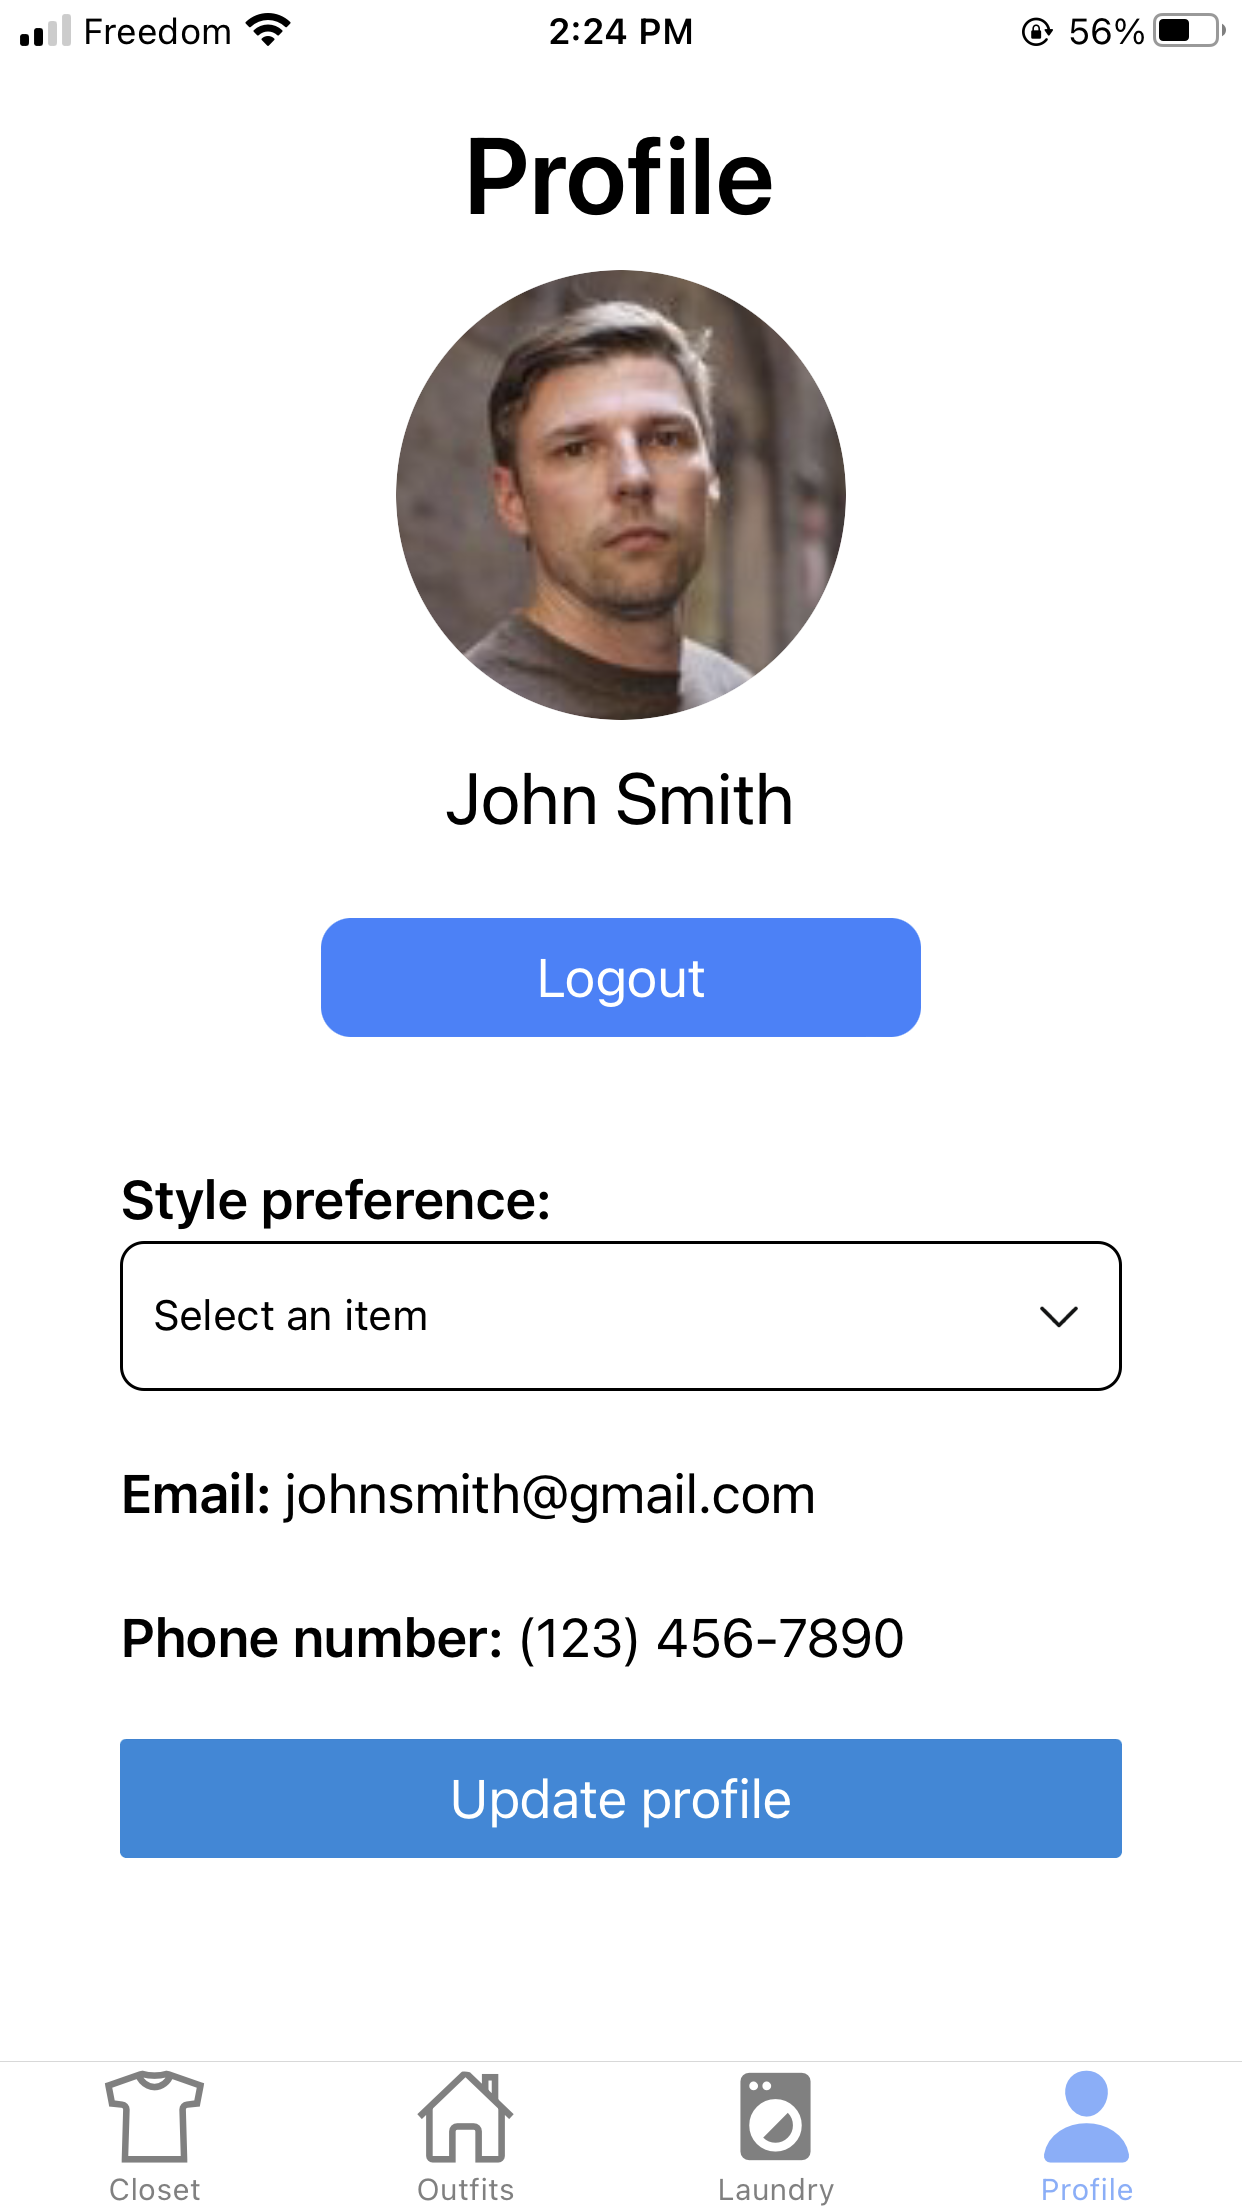 Freedom 2:24 PM 56%
Profile
John Smith
Logout
Style preference:
Select an item
Email: johnsmith@gmail.com
Phone number: (123) 456-7890
Update profile
Closet Outfits Laundry Profile